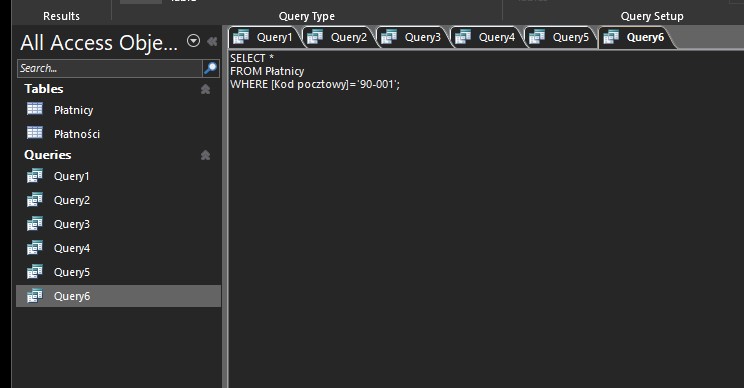 Results
Query Type
Query Setup
All Access Obje...
Search...
Tables
Płatnicy
Płatności
Queries
Query1
Query2
Query3
Query4
Query5
Query6
Query1
Query2
Query3
Query4
Query5
Query6
SELECT *
FROM Płatnicy
WHERE [Kod pocztowy]='90-001';